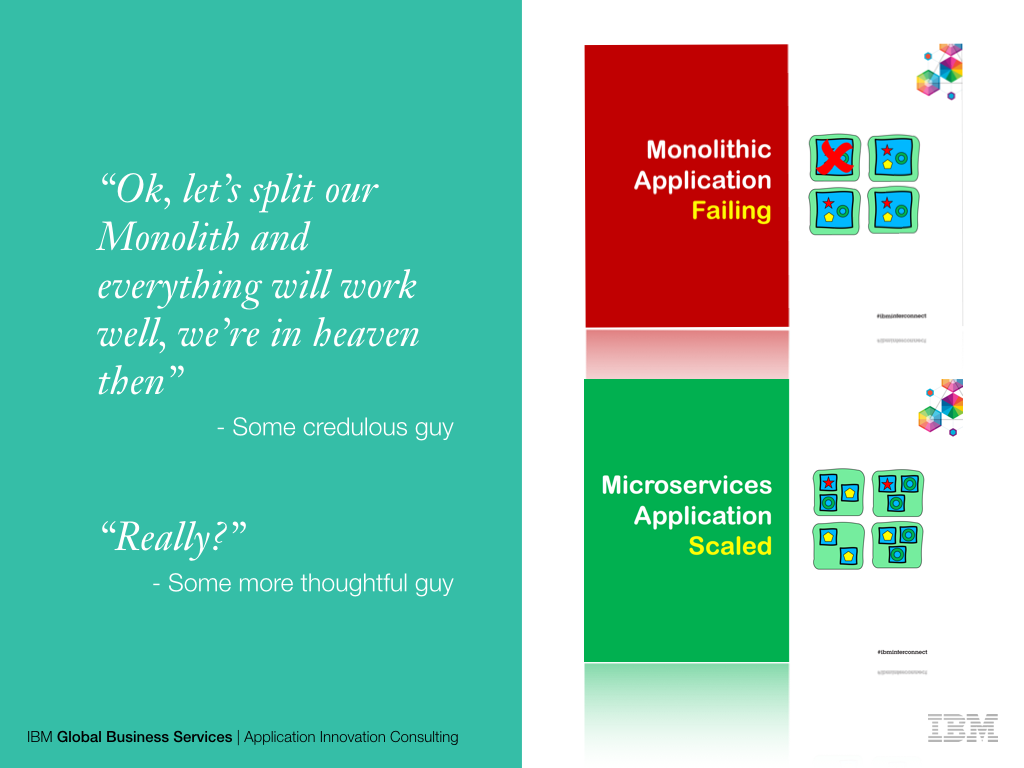 “Ok, let’s split our
Monolith and
everything will work
well, we’re in heaven
then”
- Some credulous guy
“Really?”
- Some more thoughtful guy
IBM Global Business Services | Application Innovation Consulting
Monolithic
Application
Failing
#ibminterconnect
Microservices
Application
Scaled
#ibminterconnect
IBM